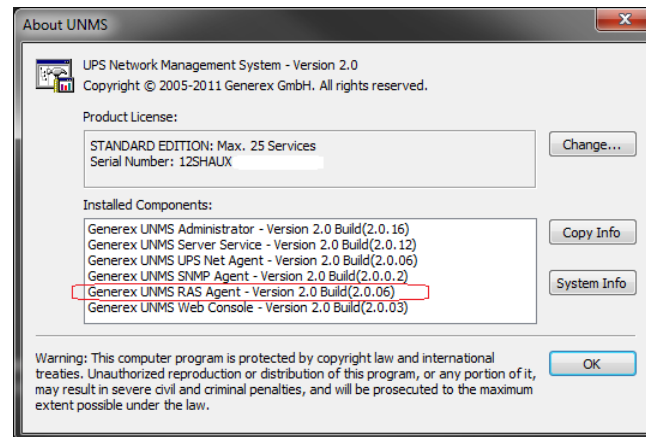 About UNMS
UPS Network Management System - Version 2.0
Copyright © 2005-2011 Generex GmbH. All rights reserved.
Product License:
STANDARD EDITION: Max. 25 Services
Serial Number: 12SHAUX
Change...
Installed Components:
Generex UNMS Administrator - Version 2.0 Build(2.0.16)
Generex UNMS Server Service - Version 2.0 Build(2.0.12)
Generex UNMS UPS Net Agent - Version 2.0 Build(2.0.06)
Generex UNMS SNMP Agent - Version 2.0 Build(2.0.0.2)
Generex UNMS RAS Agent - Version 2.0 Build(2.0.06)
Generex UNMS Web Console - Version 2.0 Build(2.0.03)
Copy Info
System Info
Warning: This computer program is protected by copyright law and international
treaties. Unauthorized reproduction or distribution of this program, or any portion of it,
may result in severe civil and criminal penalties, and will be prosecuted to the maximum
extent possible under the law.
OK